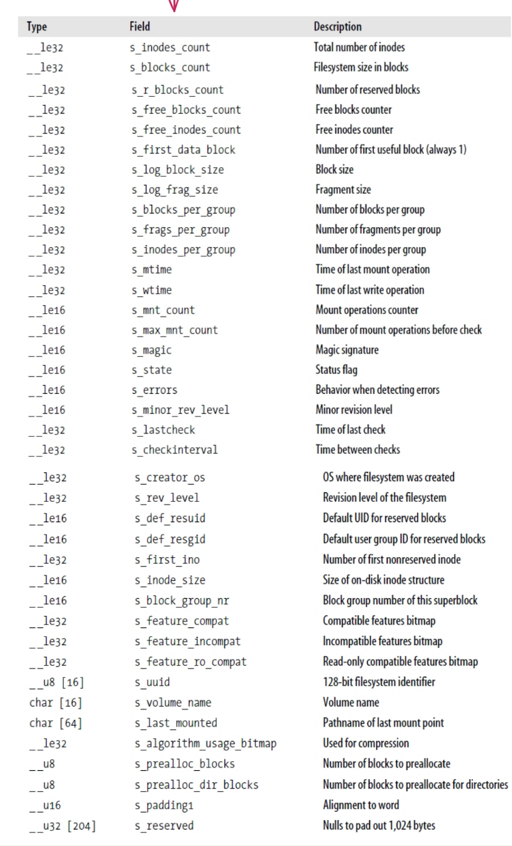 Type Field Description
__le32 s_inodes_count Total number of inodes
__le32 s_blocks_count Filesystem size in blocks
__le32 s_r_blocks_count Number of reserved blocks
__le32 s_free_blocks_count Free blocks counter
__le32 s_free_inodes_count Free inodes counter
__le32 s_first_data_block Number of first useful block (always 1)
__le32 s_log_block_size Block size
__le32 s_log_frag_size Fragment size
__le32 s_blocks_per_group Number of blocks per group
__le32 s_frags_per_group Number of fragments per group
__le32 s_inodes_per_group Number of inodes per group
__le32 s_mtime Time of last mount operation
__le32 s_wtime Time of last write operation
__le16 s_mnt_count Mount operations counter
__le16 s_max_mnt_count Number of mount operations before check
__le16 s_magic Magic signature
__le16 s_state Status flag
__le16 s_errors Behavior when detecting errors
__le16 s_minor_rev_level Minor revision level
__le32 s_lastcheck Time of last check
__le32 s_checkinterval Time between checks
__le32 s_creator_os OS where filesystem was created
__le32 s_rev_level Revision level of the filesystem
__le16 s_def_resuid Default UID for reserved blocks
__le16 s_def_resgid Default user group ID for reserved blocks
__le32 s_first_ino Number of first nonreserved inode
__le16 s_inode_size Size of on-disk inode structure
__le16 s_block_group_nr Block group number of this superblock
__le32 s_feature_compat Compatible features bitmap
__le32 s_feature_incompat Incompatible features bitmap
__le32 s_feature_ro_compat Read-only compatible features bitmap
__u8 [16] s_uuid 128-bit filesystem identifier
char [16] s_volume_name Volume name
char [64] s_last_mounted Pathname of last mount point
__le32 s_algorithm_usage_bitmap Used for compression
__u8 s_prealloc_blocks Number of blocks to preallocate
__u8 s_prealloc_dir_blocks Number of blocks to preallocate for directories
__u16 s_padding1 Alignment to word
__u32 [204] s_reserved Nulls to pad out 1,024 bytes